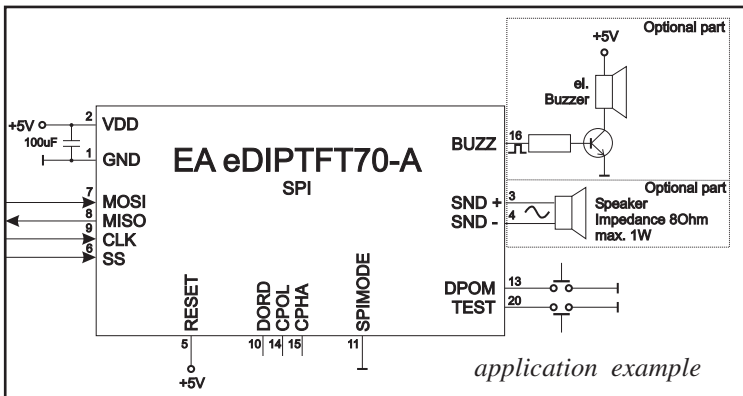 Optional part
+5V
el.
Buzzer
2
+5V
VDD
100uF
1
GND
EA eDIPTFT70-A
SPI
BUZZ
16
Optional part
7
MOSI
8
MISO
9
CLK
6
SS
SND +
3
SND -
4
Speaker
Impedance 8Ohm
max. 1W
DPOM
13
TEST
20
RESET
DORD
CPOL
CPHA
SPIMODE
5
10
14
15
11
+5V
application example